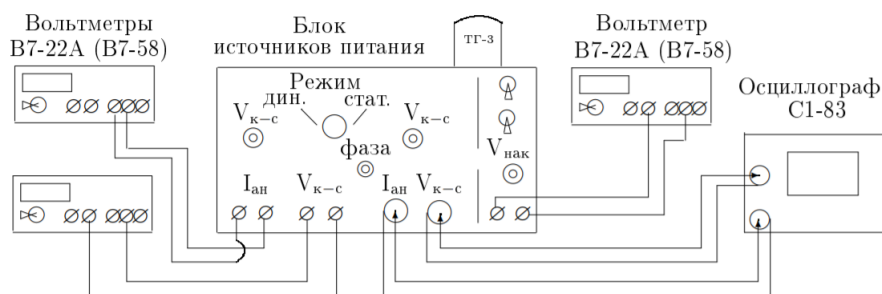 Вольтметры
В7-22А (В7-58)
Блок
источников питания
ТГ-3
Вольтметр
В7-22А (В7-58)
Осциллограф
С1-83
Режим
дин. стат.
Vк−с
V
фаза
Vнак
Iан
Vк−с
Iан
Vк−с